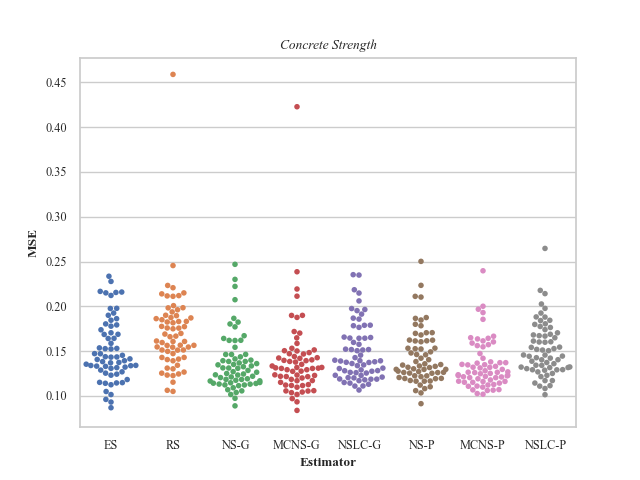 Concrete Strength
0.45
0.40
0.35
0.30
0.25
0.20
0.15
0.10
MSE
ES RS NS-G MCNS-G NSLC-G NS-P MCNS-P NSLC-P
Estimator